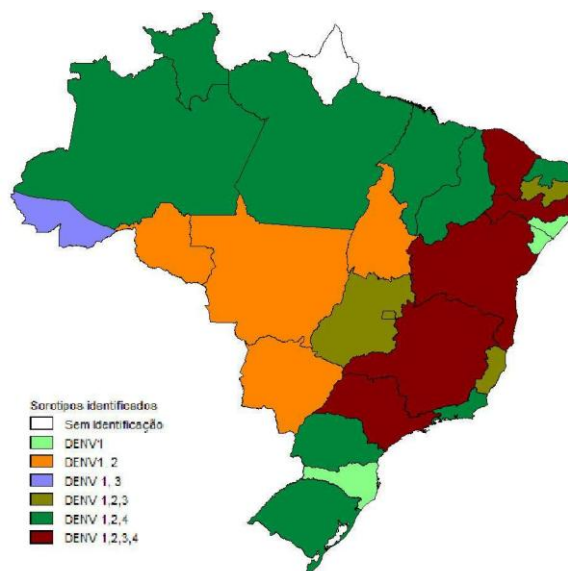 Sorotipos identificados
Sem identificação
DENV1
DENV1, 2
DENV 1, 3
DENV 1,2,3
DENV 1,2,4
DENV 1,2,3,4